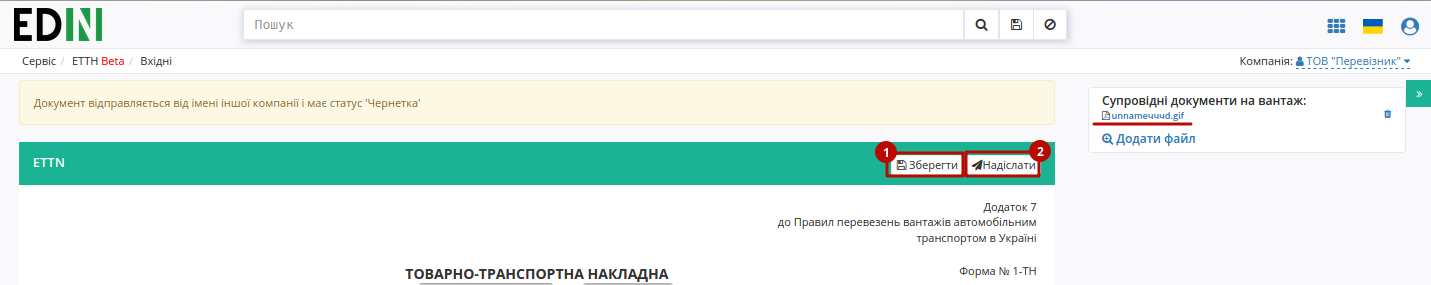 EDIN
Пошук
Сервіс / ЕТТН Beta / Вхідні
Компанія: ТОВ "Перевізник"
Документ відправляється від імені іншої компанії і має статус 'Чернетка'
»
Супровідні документи на вантаж:
unnameчччd.gif
Додати файл
ETTN
1 Зберегти 2 Надіслати
Додаток 7
до Правил перевезень вантажів автомобільним
транспортом в Україні
ТОВАРНО-ТРАНСПОРТНА НАКЛАДНА
Форма № 1-ТН